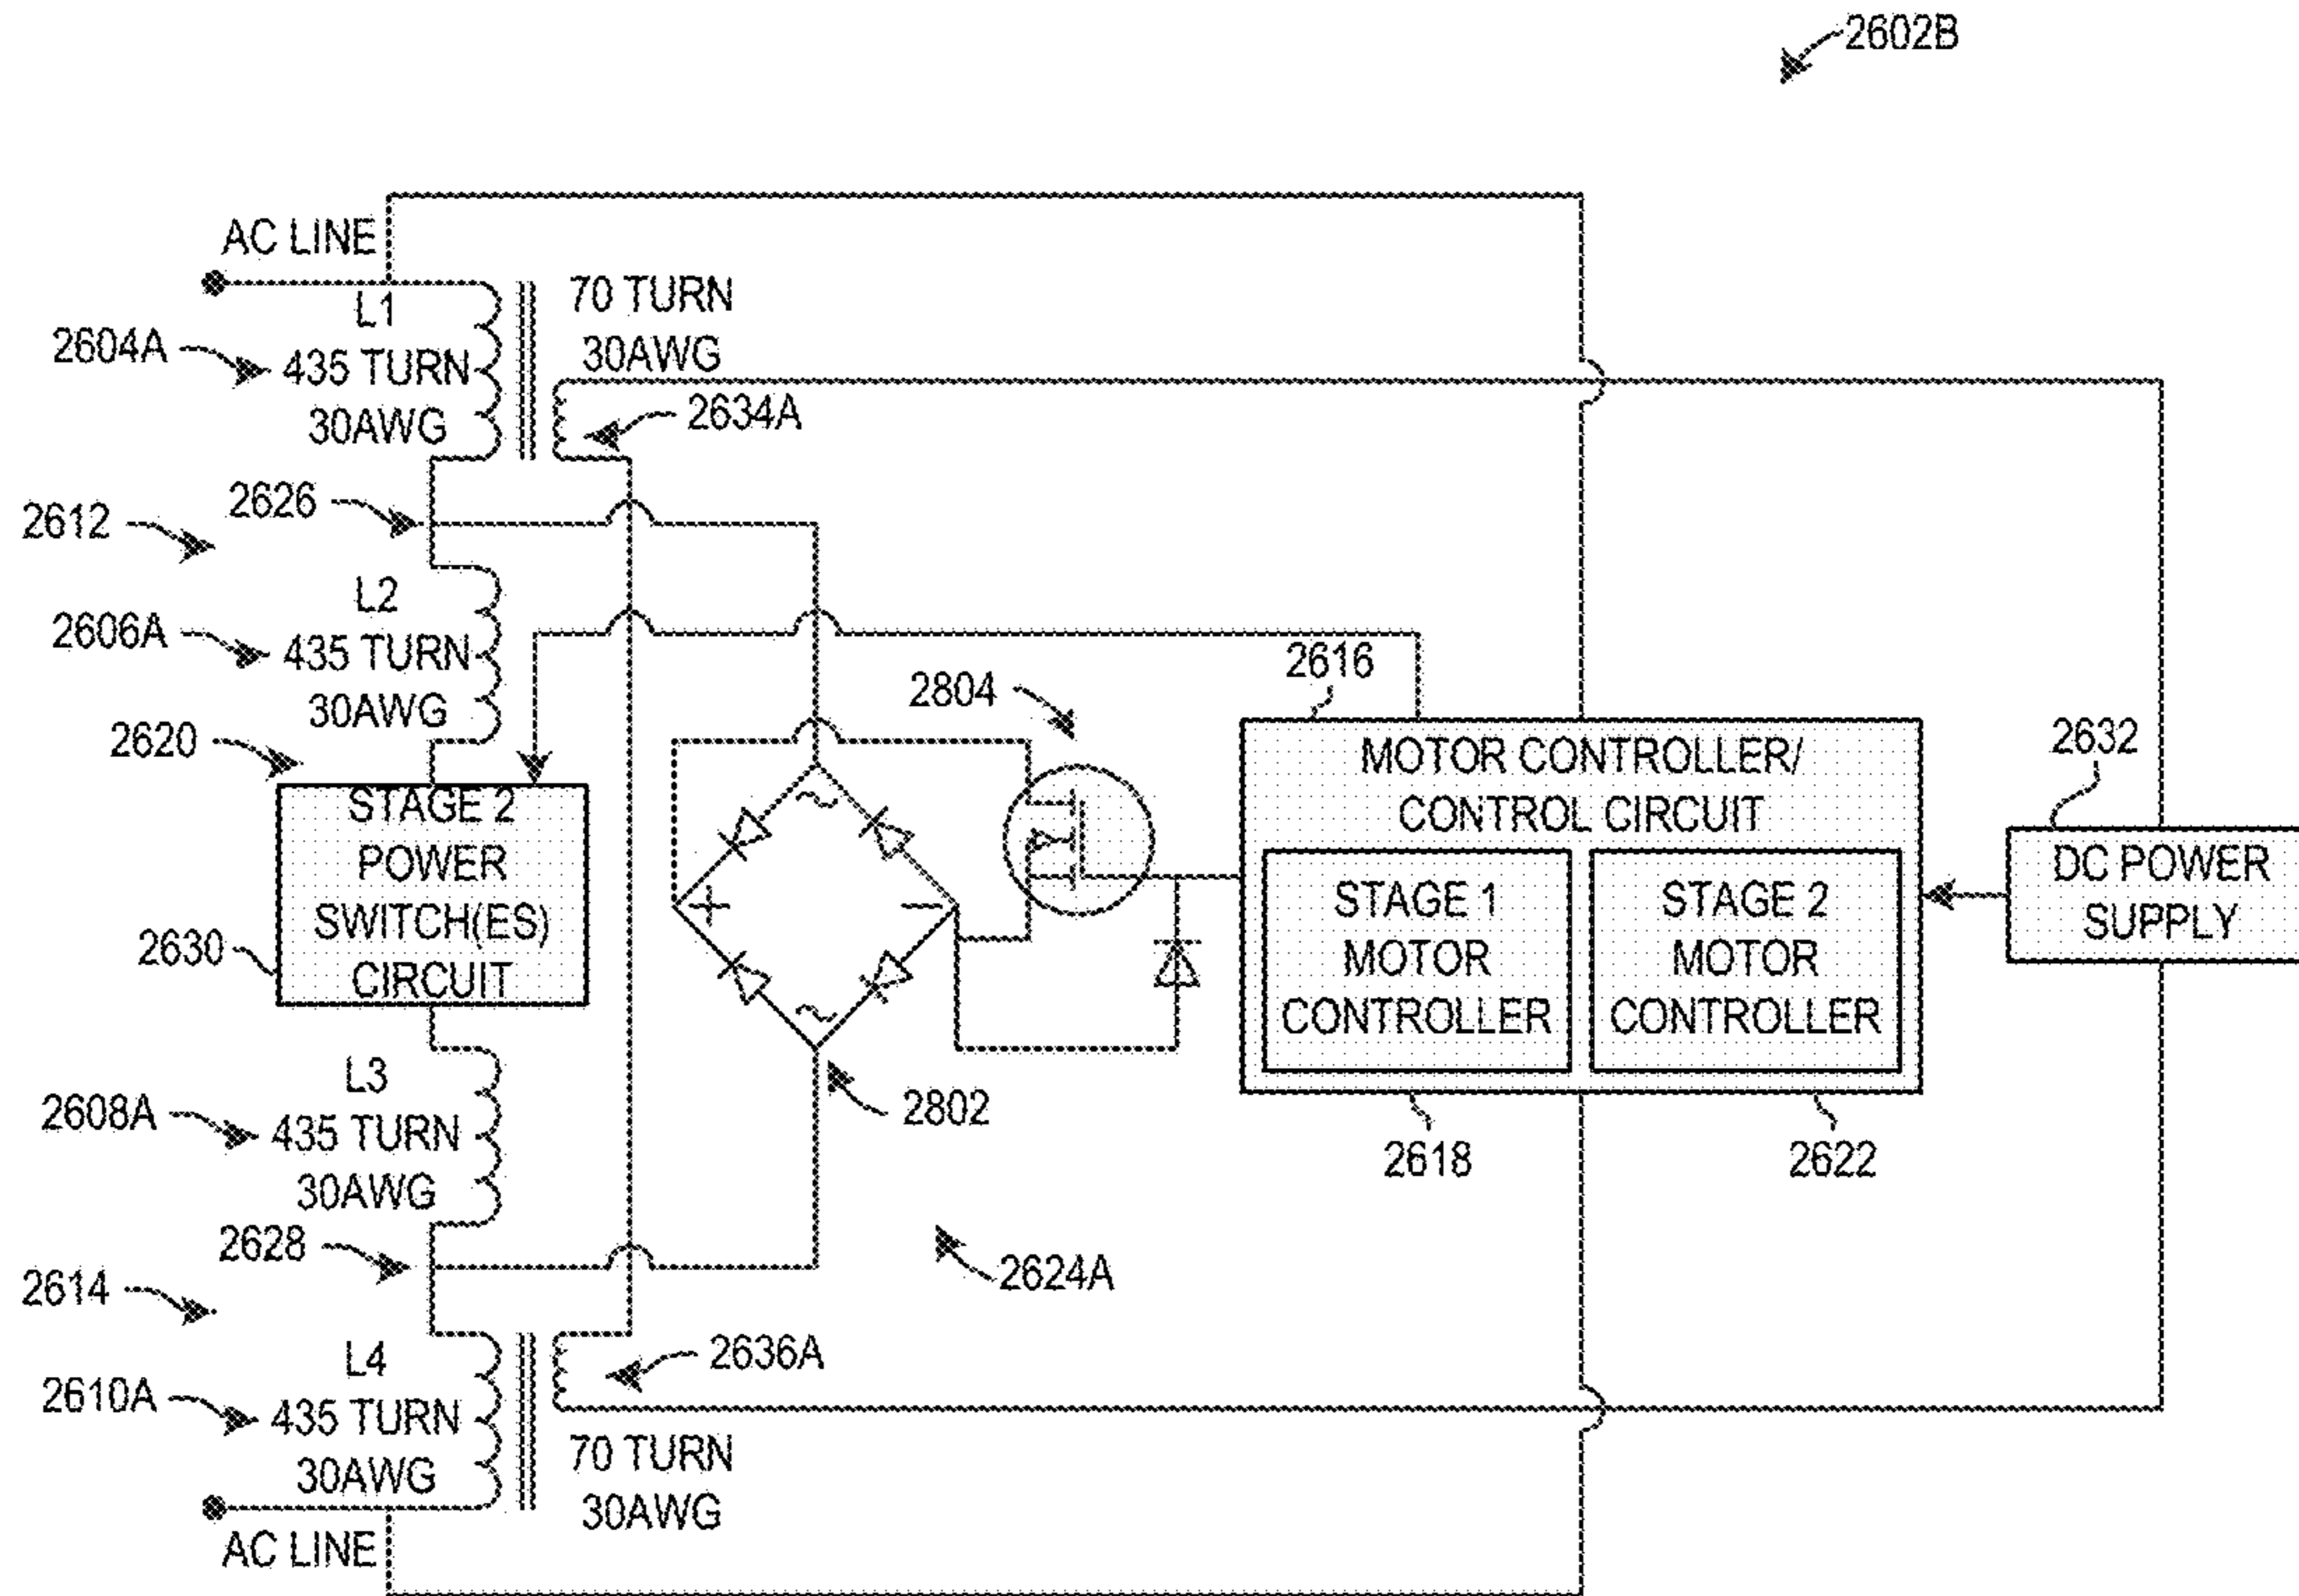 2602B
AC LINE
L1
435 TURN
30AWG
2604A
70 TURN
30AWG
2634A
2626
2612
L2
435 TURN
30AWG
2606A
2620
STAGE 2
POWER
SWITCH(ES)
CIRCUIT
2630
2804
2616
MOTOR CONTROLLER/
CONTROL CIRCUIT
STAGE 1
MOTOR
CONTROLLER
STAGE 2
MOTOR
CONTROLLER
2632
DC POWER
SUPPLY
2802
2618
2622
L3
435 TURN
30AWG
2608A
2628
2624A
2614
L4
435 TURN
30AWG
2610A
2636A
70 TURN
30AWG
AC LINE